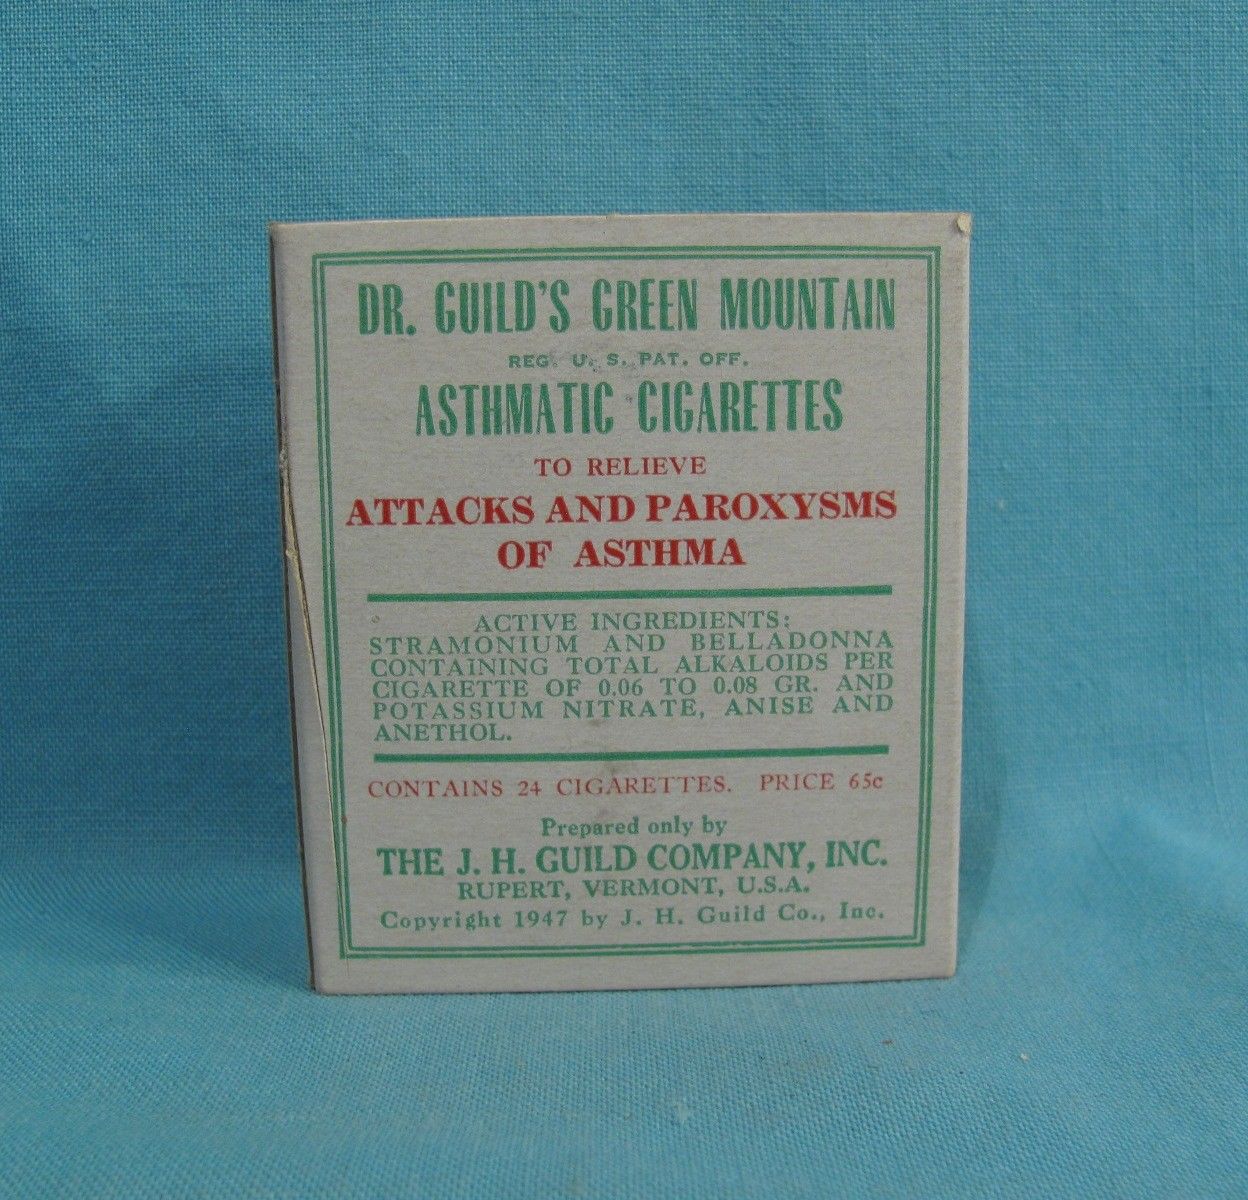 DR. GUILD'S GREEN MOUNTAIN
REG. U. S. PAT. OFF.
ASTHMATIC CIGARETTES
TO RELIEVE
ATTACKS AND PAROXYSMS
OF ASTHMA
ACTIVE INGREDIENTS:
STRAMONIUM AND BELLADONNA
CONTAINING TOTAL ALKALOIDS PER
CIGARETTE OF 0.06 TO 0.08 GR. AND
POTASSIUM NITRATE, ANISE AND
ANETHOL.
CONTAINS 24 CIGARETTES. PRICE 65c
Prepared only by
THE J. H. GUILD COMPANY, INC.
RUPERT, VERMONT, U.S.A.
Copyright 1947 by J. H. Guild Co., Inc.